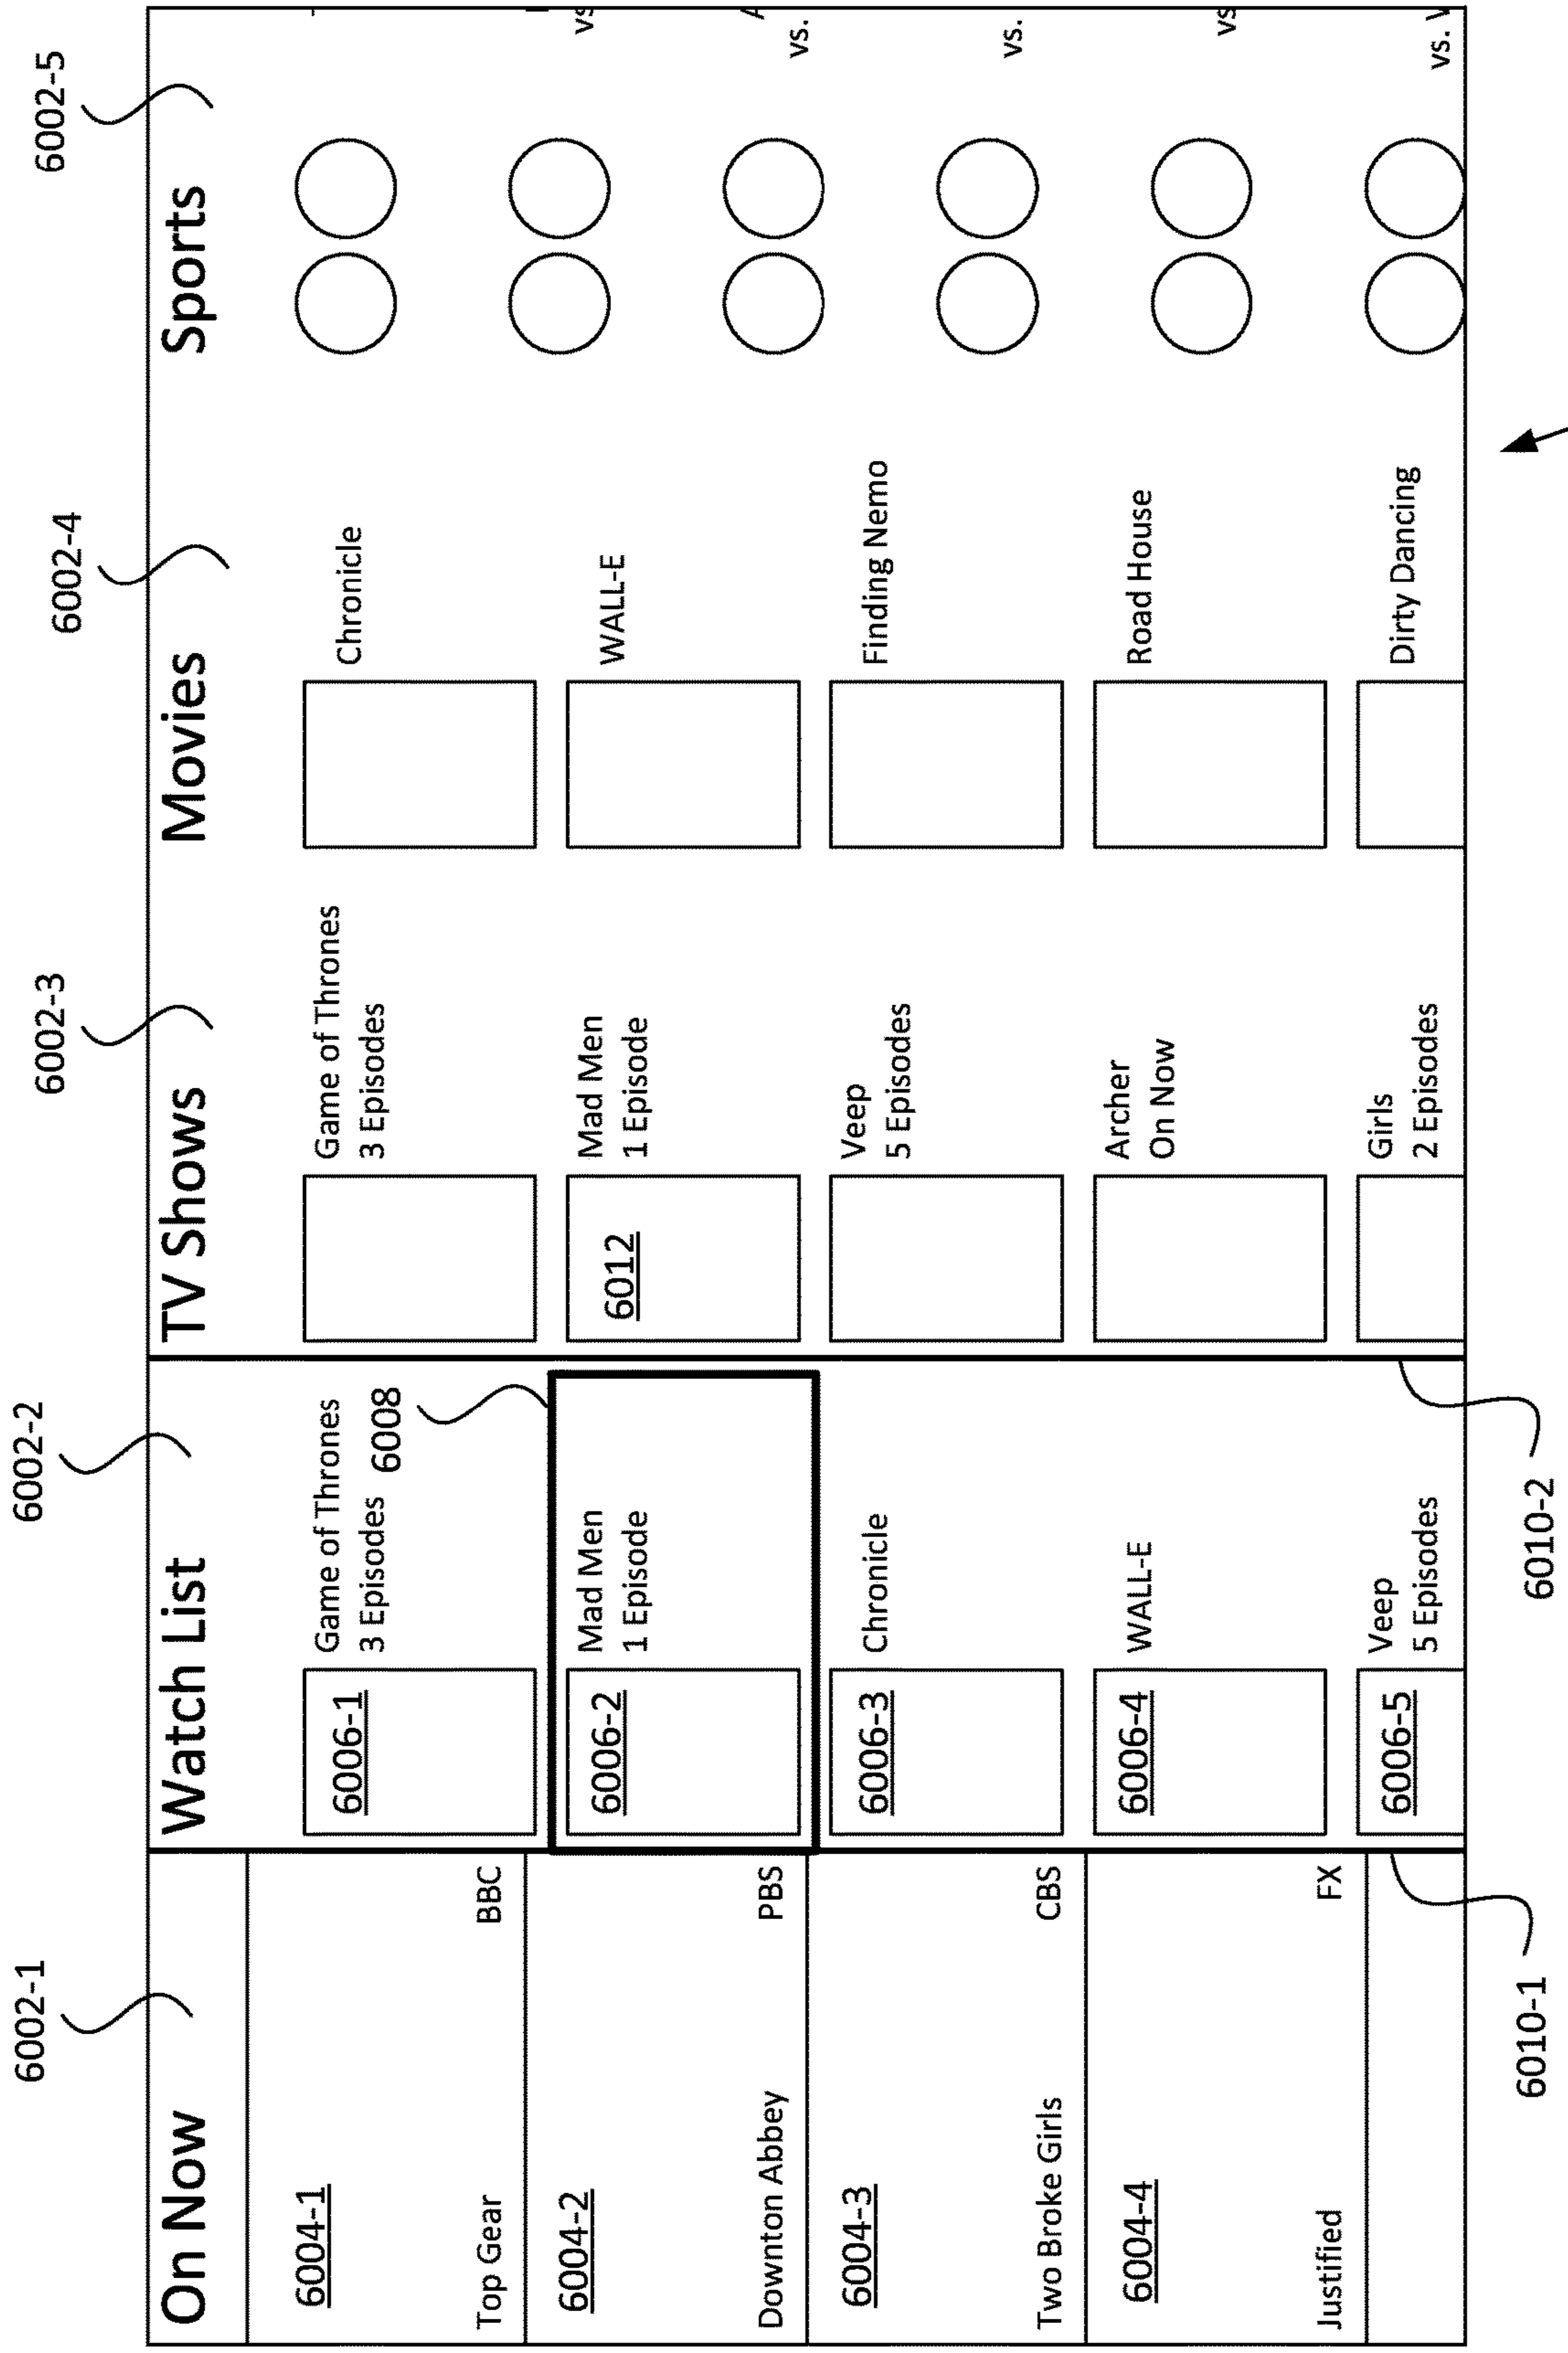 6002-1
6002-2
6002-3
6002-4
6002-5
On Now
Watch List
TV Shows
Movies
Sports
6004-1
Top Gear
BBC
6004-2
Downton Abbey
PBS
6004-3
Two Broke Girls
CBS
6004-4
Justified
FX
6006-1
Game of Thrones
3 Episodes
6008
6006-2
Mad Men
1 Episode
6006-3
Chronicle
6006-4
WALL-E
6006-5
Veep
5 Episodes
Game of Thrones
3 Episodes
6012
Mad Men
1 Episode
Veep
5 Episodes
Archer
On Now
Girls
2 Episodes
Chronicle
WALL-E
Finding Nemo
Road House
Dirty Dancing
vs
vs.
vs.
vs
vs.
6010-1
6010-2